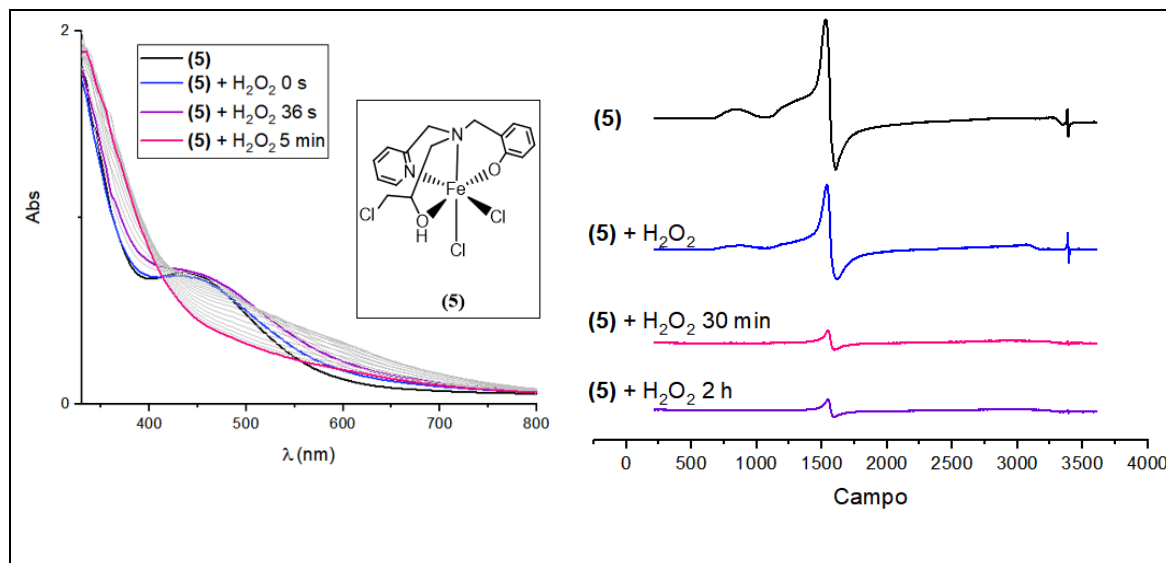 2
0
Abs
(5)
(5) + H₂O₂ 0 s
(5) + H₂O₂ 36 s
(5) + H₂O₂ 5 min
N
N
O
Fe
Cl
Cl
O
H
Cl
(5)
400 500 600 700 800
λ (nm)
(5)
(5) + H₂O₂
(5) + H₂O₂ 30 min
(5) + H₂O₂ 2 h
0 500 1000 1500 2000 2500 3000 3500 4000
Campo